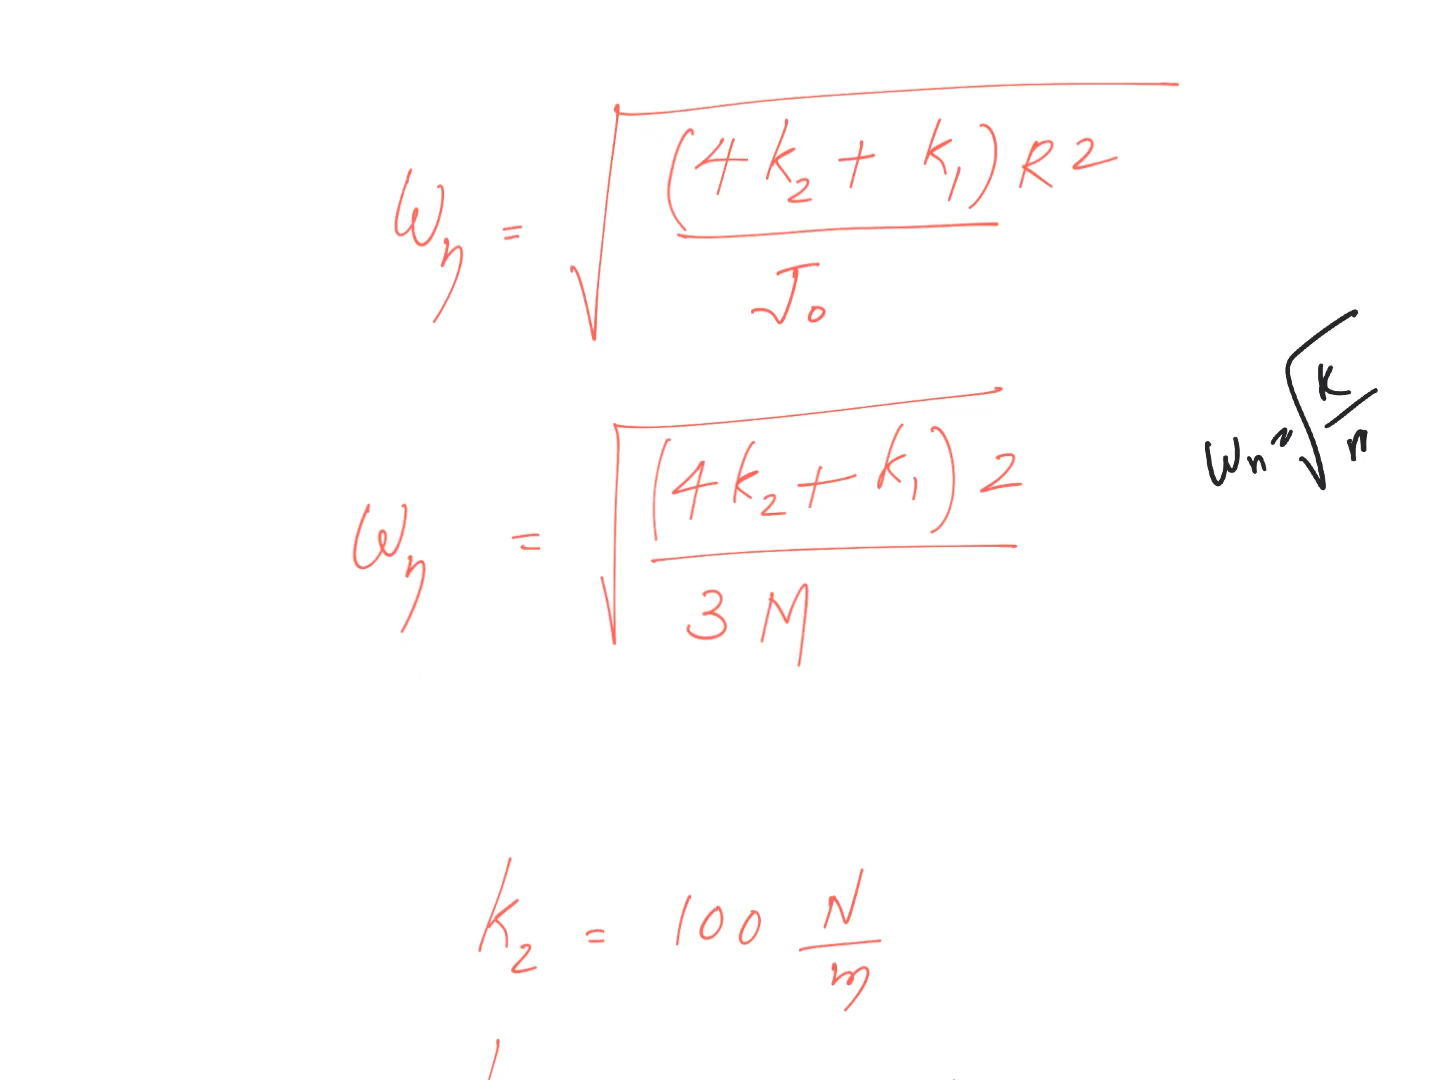 ωn = √((4k2 + k1) R2 / J0)
ωn = √((4k2 + k1) 2 / 3M)
ωn = √(k/n)
k2 = 100 N/m